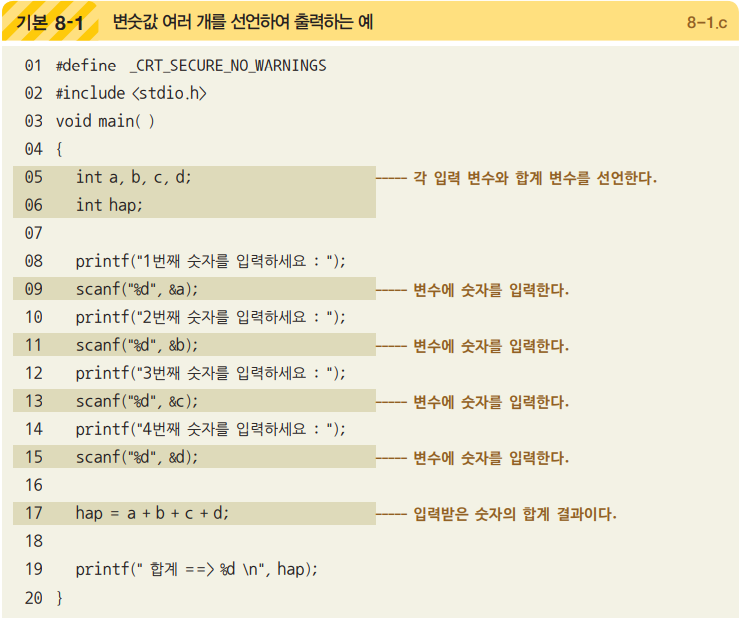 기본 8-1 변숫값 여러 개를 선언하여 출력하는 예 8-1.c
01 #define _CRT_SECURE_NO_WARNINGS
02 #include <stdio.h>
03 void main( )
04 {
05 int a, b, c, d; ----- 각 입력 변수와 합계 변수를 선언한다.
06 int hap;
07
08 printf("1번째 숫자를 입력하세요 : ");
09 scanf("%d", &a); ----- 변수에 숫자를 입력한다.
10 printf("2번째 숫자를 입력하세요 : ");
11 scanf("%d", &b); ----- 변수에 숫자를 입력한다.
12 printf("3번째 숫자를 입력하세요 : ");
13 scanf("%d", &c); ----- 변수에 숫자를 입력한다.
14 printf("4번째 숫자를 입력하세요 : ");
15 scanf("%d", &d); ----- 변수에 숫자를 입력한다.
16
17 hap = a + b + c + d; ----- 입력받은 숫자의 합계 결과이다.
18
19 printf(" 합계 ==> %d \n", hap);
20 }